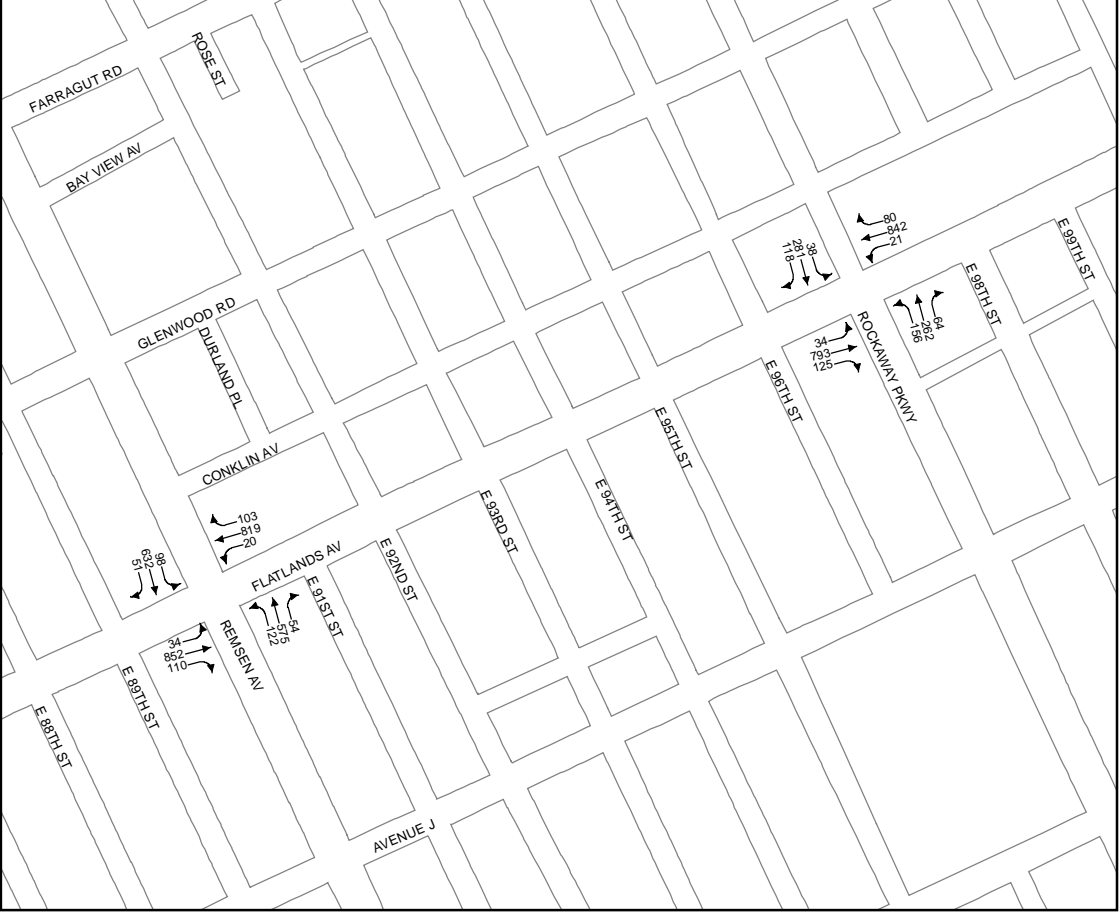 ROSE ST
FARRAGUT RD
BAY VIEW AV
80
842
21
118
281
38
E 99TH ST
E 98TH ST
156
262
64
GLENWOOD RD
DURLAND PL
34
793
125
ROCKAWAY PKWY
E 96TH ST
E 95TH ST
CONKLIN AV
E 94TH ST
E 93RD ST
103
819
20
51
632
98
FLATLANDS AV
E 92ND ST
E 91ST ST
122
575
54
34
852
110
REMSEN AV
E 89TH ST
E 88TH ST
AVENUE J